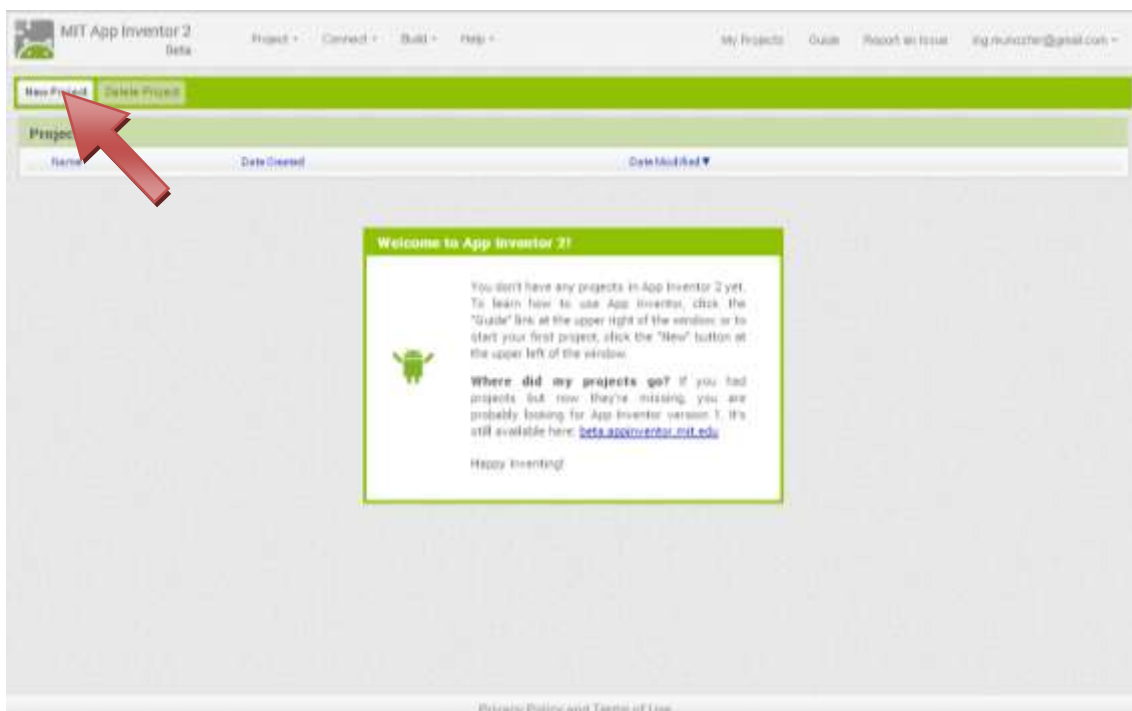 MIT App Inventor 2
Beta
Project Connect Build Help My Projects Guide Report an Issue
New Project Delete Project
Name Date Created Date Modified ▼
Welcome to App Inventor 2!
You don't have any projects in App Inventor 2 yet.
To learn how to use App Inventor, click the
"Guide" link at the upper right of the window; or to
start your first project, click the "New" button at
the upper left of the window.
Where did my projects go? If you had
projects but now they're missing, you are
probably looking for App Inventor version 1. It's
still available here: beta.appinventor.mit.edu
Happy Inventing!
Privacy Policy and Terms of Use